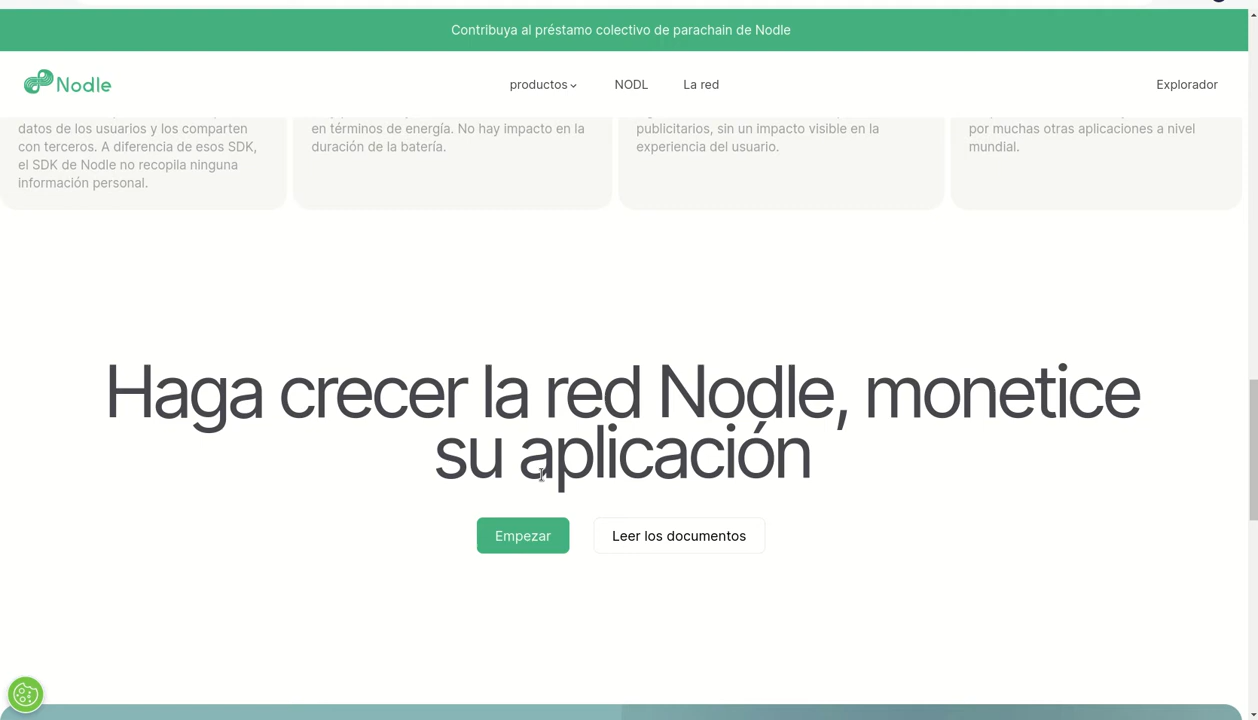 Contribuya al préstamo colectivo de parachain de Nodle
Nodle
productos
NODL
La red
Explorador
datos de los usuarios y los comparten
con terceros. A diferencia de esos SDK,
el SDK de Nodle no recopila ninguna
información personal.
en términos de energía. No hay impacto en la
duración de la batería.
publicitarios, sin un impacto visible en la
experiencia del usuario.
por muchas otras aplicaciones a nivel
mundial.
Haga crecer la red Nodle, monetice
su aplicación
Empezar
Leer los documentos